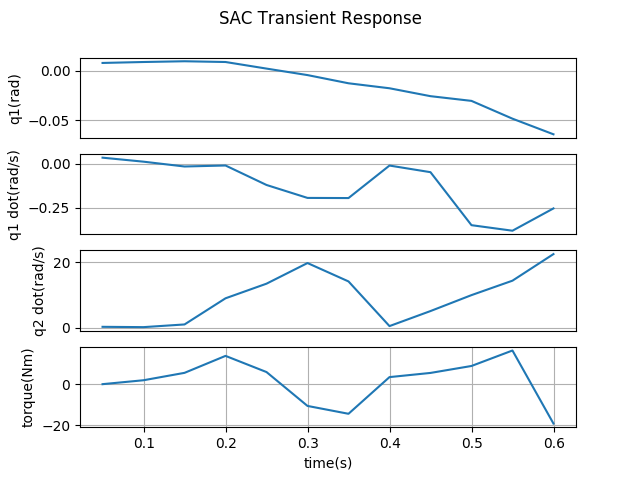 SAC Transient Response
q1(rad)
0.00
−0.05
q1 dot(rad/s)
0.00
−0.25
q2 dot(rad/s)
20
0
torque(Nm)
0
−20
0.1 0.2 0.3 0.4 0.5 0.6
time(s)